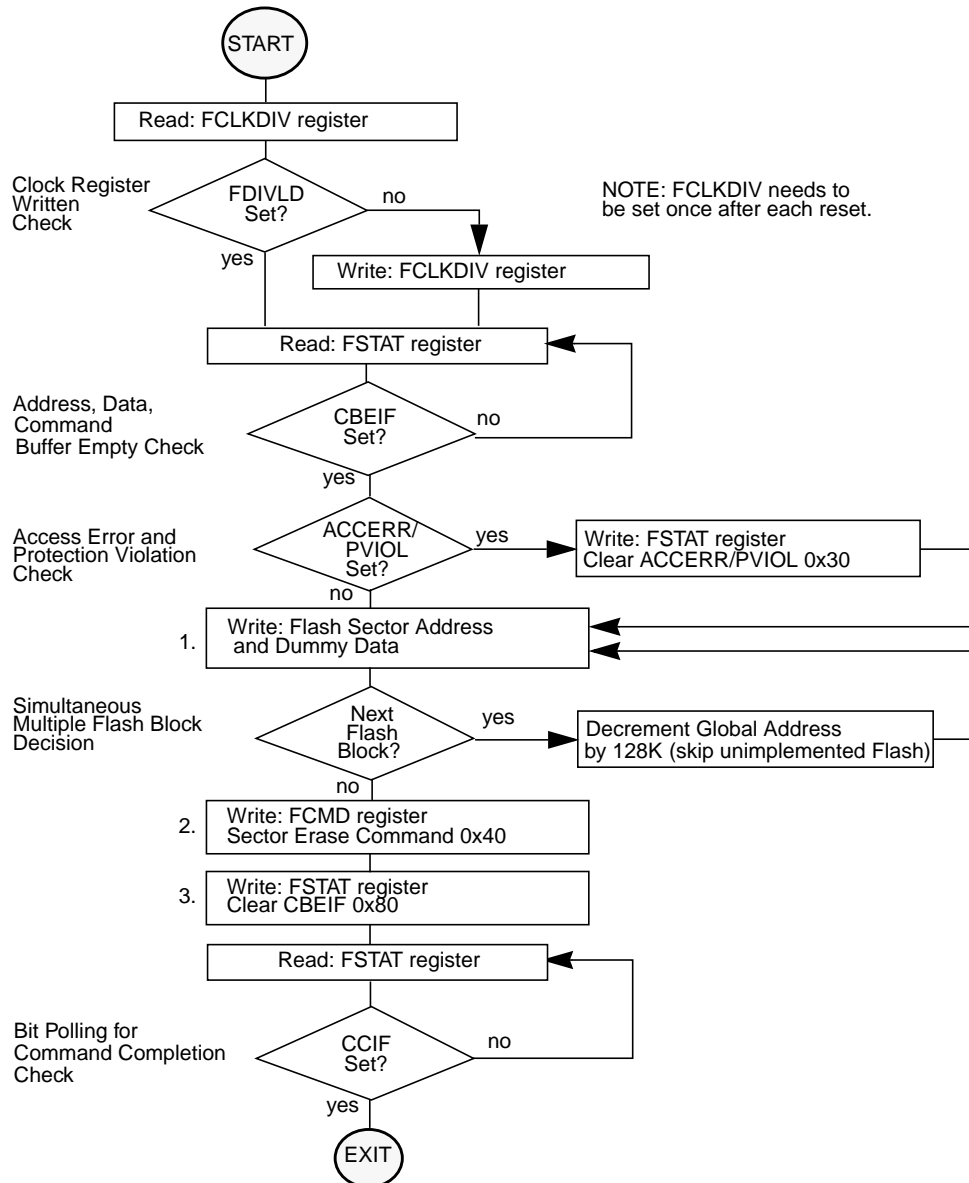 START
Read: FCLKDIV register
Clock Register
Written
Check
FDIVLD
Set?
no
yes
NOTE: FCLKDIV needs to
be set once after each reset.
Write: FCLKDIV register
Read: FSTAT register
Address, Data,
Command
Buffer Empty Check
CBEIF
Set?
no
yes
Access Error and
Protection Violation
Check
ACCERR/
PVIOL
Set?
yes
no
Write: FSTAT register
Clear ACCERR/PVIOL 0x30
1.
Write: Flash Sector Address
and Dummy Data
Simultaneous
Multiple Flash Block
Decision
Next
Flash
Block?
yes
no
Decrement Global Address
by 128K (skip unimplemented Flash)
2.
Write: FCMD register
Sector Erase Command 0x40
3.
Write: FSTAT register
Clear CBEIF 0x80
Read: FSTAT register
Bit Polling for
Command Completion
Check
CCIF
Set?
no
yes
EXIT